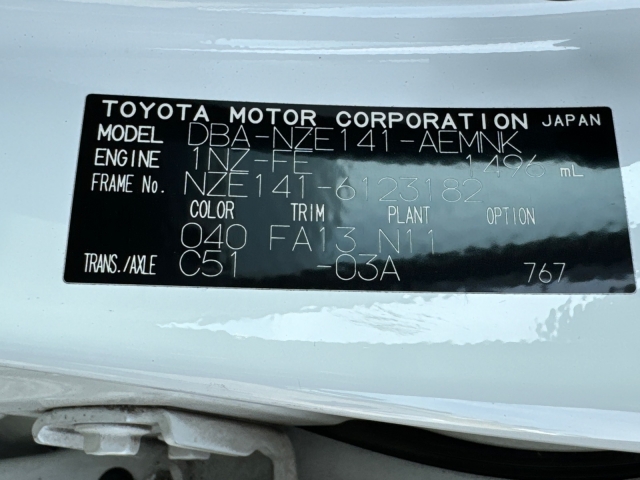 TOYOTA MOTOR CORPORATION JAPAN
MODEL DBA-NZE141-AEMNK
ENGINE 1NZ-FE 1496 mL
FRAME No. NZE141-6123182
COLOR TRIM PLANT OPTION
040 FA13 N11
TRANS./AXLE C51 -03A 767